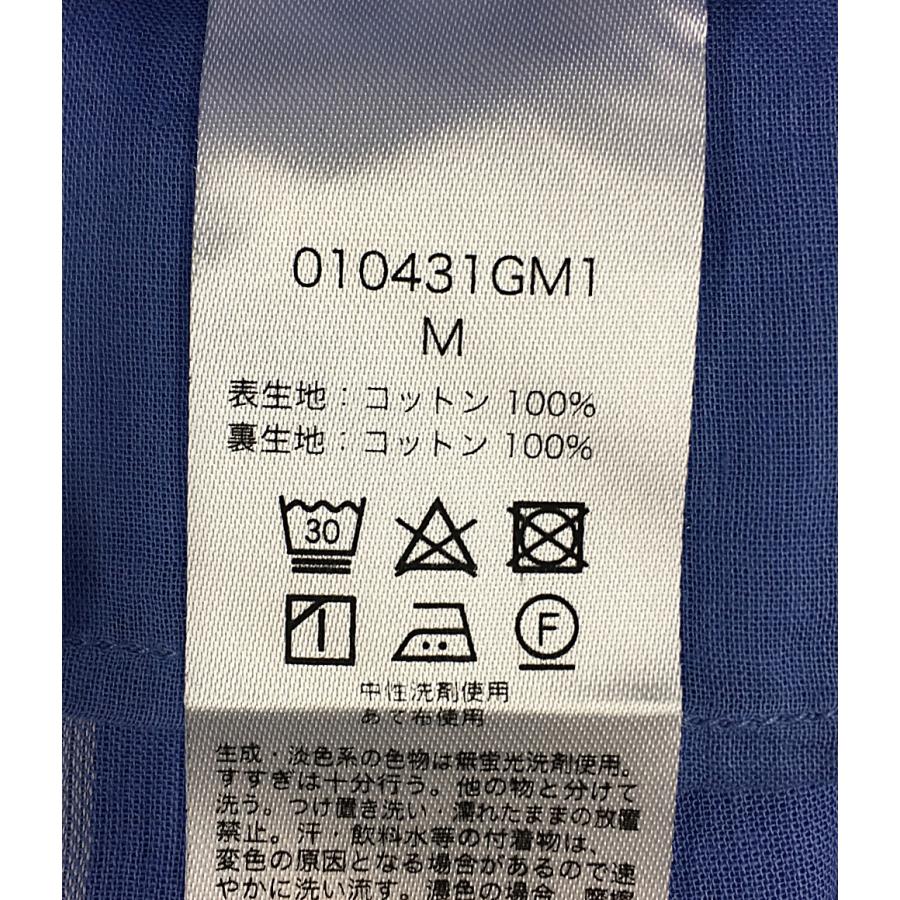 010431GM1
M
表生地：コットン 100%
裏生地：コットン 100%
30
F
中性洗剤使用
あて布使用
生成・淡色系の色物は無蛍光洗剤使用。
すすぎは十分行う。他の物と分けて
洗う。つけ置き洗い・濡れたままの放置
禁止。汗・飲料水等の付着物は、
変色の原因となる場合があるので速
やかに洗い流す。濃色の場合、摩擦